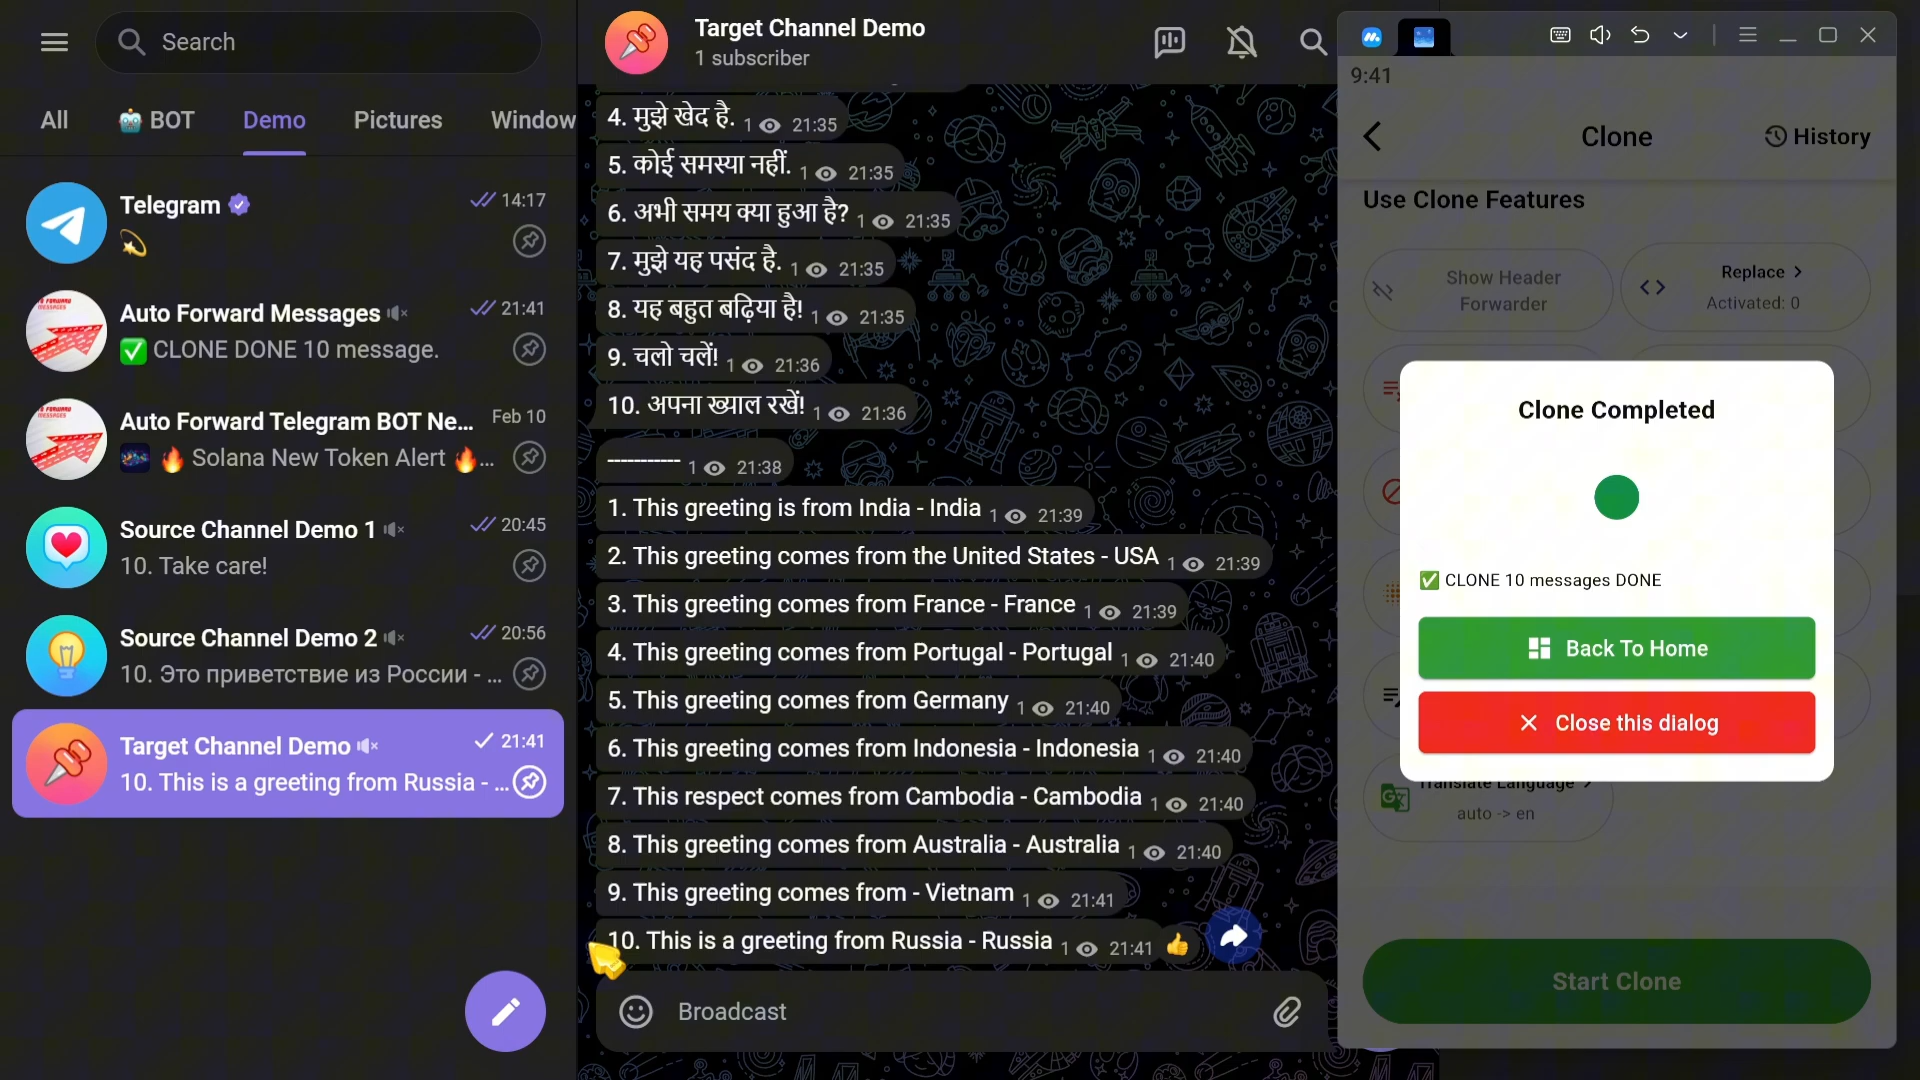 Search
All
BOT
Demo
Pictures
Window
Telegram
14:17
Auto Forward Messages
21:41
CLONE DONE 10 message.
Auto Forward Telegram BOT Ne...
Feb 10
Solana New Token Alert
...
Source Channel Demo 1
20:45
10. Take care!
Source Channel Demo 2
20:56
10. Это приветствие из России - ...
Target Channel Demo
21:41
10. This is a greeting from Russia - ...
Target Channel Demo
1 subscriber
4. मुझे खेद है. 1 21:35
5. कोई समस्या नहीं. 1 21:35
6. अभी समय क्या हुआ है? 1 21:35
7. मुझे यह पसंद है. 1 21:35
8. यह बहुत बढ़िया है! 1 21:35
9. चलो चलें! 1 21:36
10. अपना ख्याल रखें! 1 21:36
----------- 1 21:38
1. This greeting is from India - India 1 21:39
2. This greeting comes from the United States - USA 1 21:39
3. This greeting comes from France - France 1 21:39
4. This greeting comes from Portugal - Portugal 1 21:40
5. This greeting comes from Germany 1 21:40
6. This greeting comes from Indonesia - Indonesia 1 21:40
7. This respect comes from Cambodia - Cambodia 1 21:40
8. This greeting comes from Australia - Australia 1 21:40
9. This greeting comes from - Vietnam 1 21:41
10. This is a greeting from Russia - Russia 1 21:41
Broadcast
9:41
Clone
History
Use Clone Features
Show Header
Forwarder
Replace
Activated: 0
Clone Completed
CLONE 10 messages DONE
Back To Home
Close this dialog
Translate Language
auto -> en
Start Clone